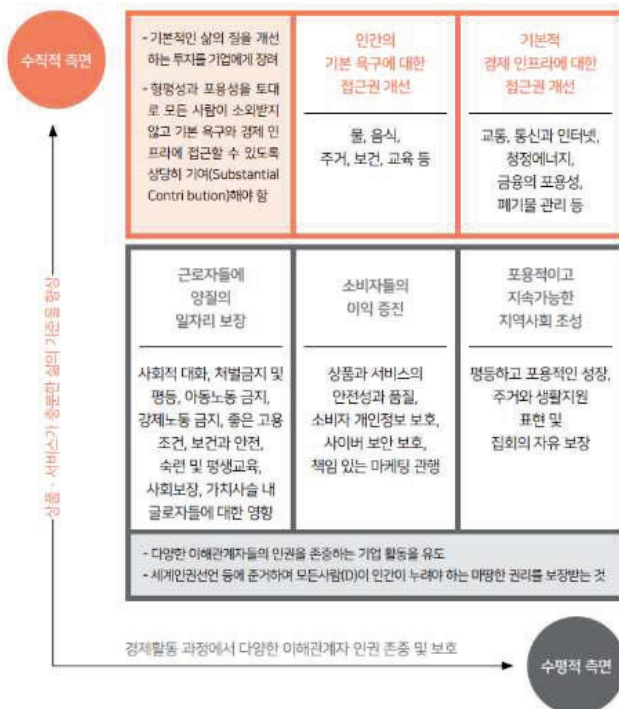 수직적 측면
- 기본적인 삶의 질을 개선
하는 투자를 기업에게 장려
- 형평성과 포용성을 토대
로 모든 사람이 소외받지
않고 기본 욕구와 경제 인
프라에 접근할 수 있도록
상당히 기여(Substantial
Contri bution)해야 함
인간의
기본 욕구에 대한
접근권 개선
물, 음식,
주거, 보건, 교육 등
기본적
경제 인프라에 대한
접근권 개선
교통, 통신과 인터넷,
청정에너지,
금융의 포용성,
폐기물 관리 등
상품·서비스가 충분한 삶의 기준을 향상
근로자들에
양질의
일자리 보장
사회적 대화, 처벌금지 및
평등, 아동노동 금지,
강제노동 금지, 좋은 고용
조건, 보건과 안전,
숙련 및 평생교육,
사회보장, 가치사슬 내
글로자들에 대한 영향
소비자들의
이익 증진
상품과 서비스의
안전성과 품질,
소비자 개인정보 보호,
사이버 보안 보호,
책임 있는 마케팅 관행
포용적이고
지속가능한
지역사회 조성
평등하고 포용적인 성장,
주거와 생활지원
표현 및
집회의 자유 보장
- 다양한 이해관계자들의 인권을 존중하는 기업 활동을 유도
- 세계인권선언 등에 준거하여 모든사람(D)이 인간이 누려야 하는 마땅한 권리를 보장받는 것
경제활동 과정에서 다양한 이해관계자 인권 존중 및 보호
수평적 측면